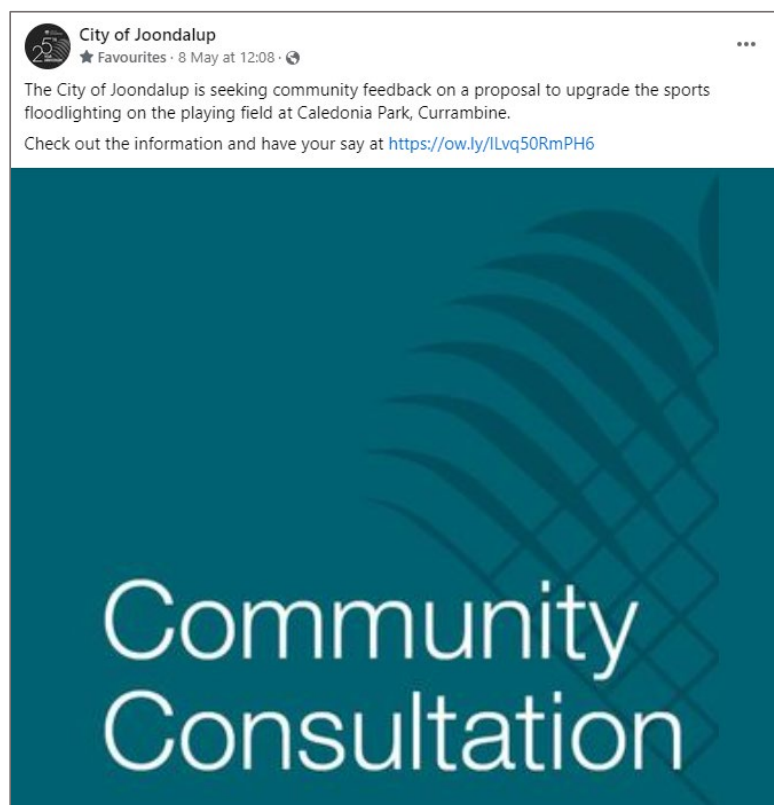 City of Joondalup
Favourites · 8 May at 12:08 ·
The City of Joondalup is seeking community feedback on a proposal to upgrade the sports
floodlighting on the playing field at Caledonia Park, Currambine.
Check out the information and have your say at https://ow.ly/lLvq50RmPH6
25TH
Community
Consultation